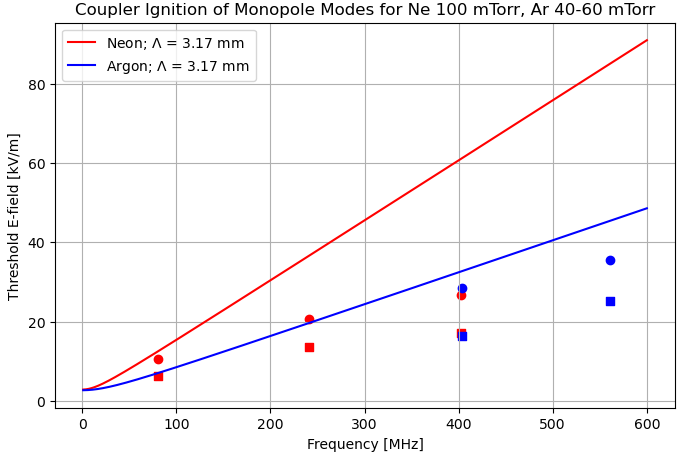 Coupler Ignition of Monopole Modes for Ne 100 mTorr, Ar 40-60 mTorr
Neon; Λ = 3.17 mm
Argon; Λ = 3.17 mm
Threshold E-field [kV/m]
80
60
40
20
0
0 100 200 300 400 500 600
Frequency [MHz]